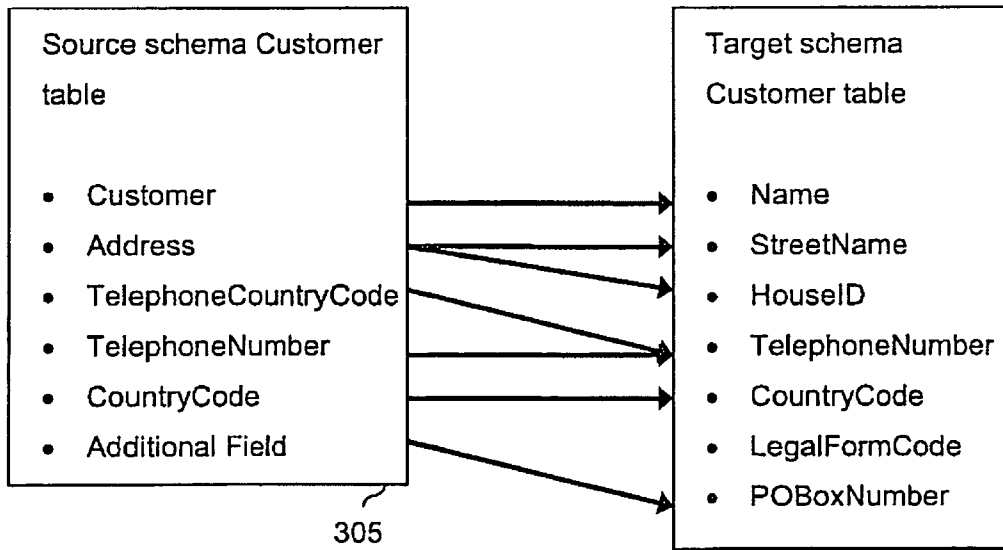 Source schema Customer
table
• Customer
• Address
• TelephoneCountryCode
• TelephoneNumber
• CountryCode
• Additional Field
305
Target schema
Customer table
• Name
• StreetName
• HouseID
• TelephoneNumber
• CountryCode
• LegalFormCode
• POBoxNumber